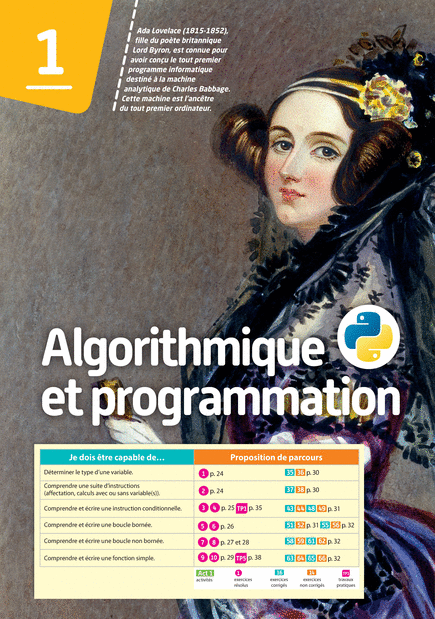 1
Ada Lovelace (1815-1852),
fille du poète britannique
Lord Byron, est connue pour
avoir conçu le tout premier
programme informatique
destiné à la machine
analytique de Charles Babbage.
Cette machine est l'ancêtre
du tout premier ordinateur.
Algorithmique
et programmation
Je dois être capable de... Proposition de parcours
Déterminer le type d'une variable. 1 p. 24 35 36 p. 30
Comprendre une suite d'instructions
(affectation, calculs avec ou sans variable(s)). 2 p. 24 37 38 p. 30
Comprendre et écrire une instruction conditionnelle. 3 4 p. 25 TP1 p. 35 43 44 48 49 p. 31
Comprendre et écrire une boucle bornée. 5 6 p. 26 51 52 p. 31 55 56 p. 32
Comprendre et écrire une boucle non bornée. 7 8 p. 27 et 28 58 60 61 62 p. 32
Comprendre et écrire une fonction simple. 9 10 p. 29 TP5 p. 38 63 64 65 66 p. 32
Act 1 1 36 34 TP5
activités exercices résolus exercices corrigés exercices non corrigés travaux pratiques